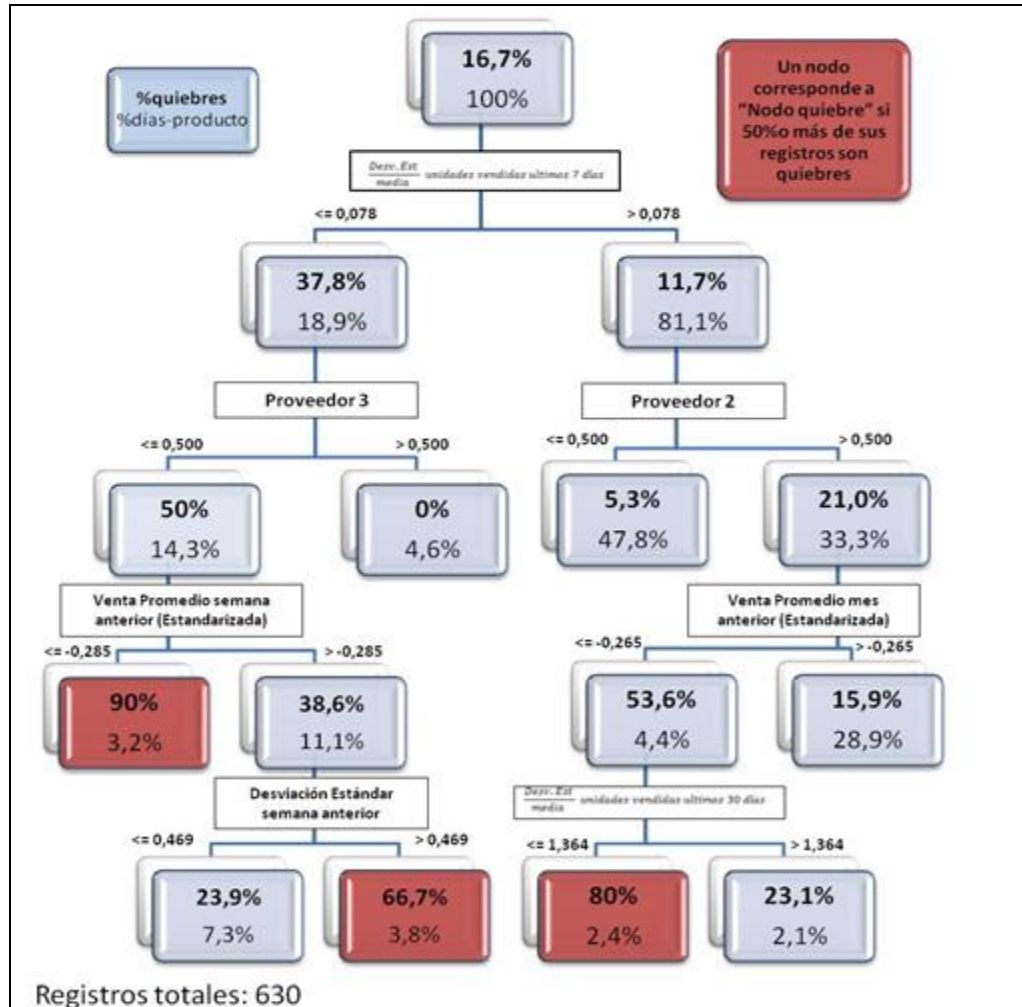 16,7%
100%
%quiebres
%días-producto
Un nodo
corresponde a
"Nodo quiebre" si
50%o más de sus
registros son
quiebres
Desv.Est
media
unidades vendidas ultimos 7 días
<= 0,078
> 0,078
37,8%
18,9%
11,7%
81,1%
Proveedor 3
Proveedor 2
<= 0,500
> 0,500
<= 0,500
> 0,500
50%
14,3%
0%
4,6%
5,3%
47,8%
21,0%
33,3%
Venta Promedio semana
anterior (Estandarizada)
Venta Promedio mes
anterior (Estandarizada)
<= -0,285
> -0,285
<= -0,265
> -0,265
90%
3,2%
38,6%
11,1%
53,6%
4,4%
15,9%
28,9%
Desviación Estándar
semana anterior
Desv.Est
media
unidades vendidas ultimos 30 días
<= 0,469
> 0,469
<= 1,364
> 1,364
23,9%
7,3%
66,7%
3,8%
80%
2,4%
23,1%
2,1%
Registros totales: 630